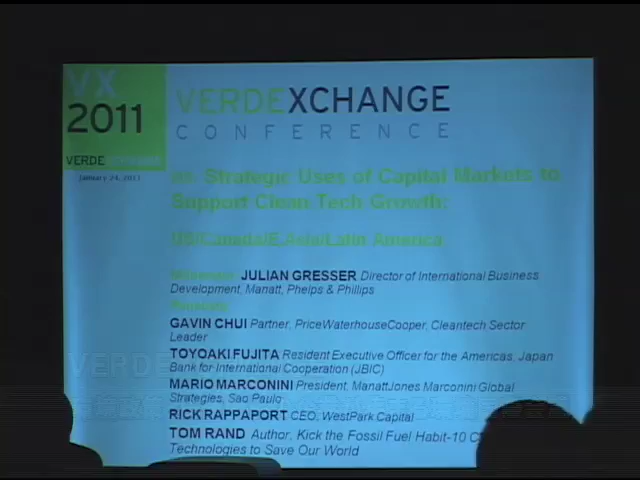 VX
2011
VERDE
January 24, 2011
VERDEXCHANGE
CONFERENCE
Strategic Uses of Capital Markets to
Support Clean Tech Growth:
US/Canada/E.Asia/Latin America
Moderator: JULIAN GRESSER Director of International Business
Development, Manatt, Phelps & Phillips
Panelists
GAVIN CHUI Partner, PriceWaterhouseCooper, Cleantech Sector
Leader
TOYOAKI FUJITA Resident Executive Officer for the Americas, Japan
Bank for International Cooperation (JBIC)
MARIO MARCONINI President, ManattJones Marconini Global
Strategies, Sao Paulo
RICK RAPPAPORT CEO, WestPark Capital
TOM RAND Author, Kick the Fossil Fuel Habit-10 C
Technologies to Save Our World
VERDE